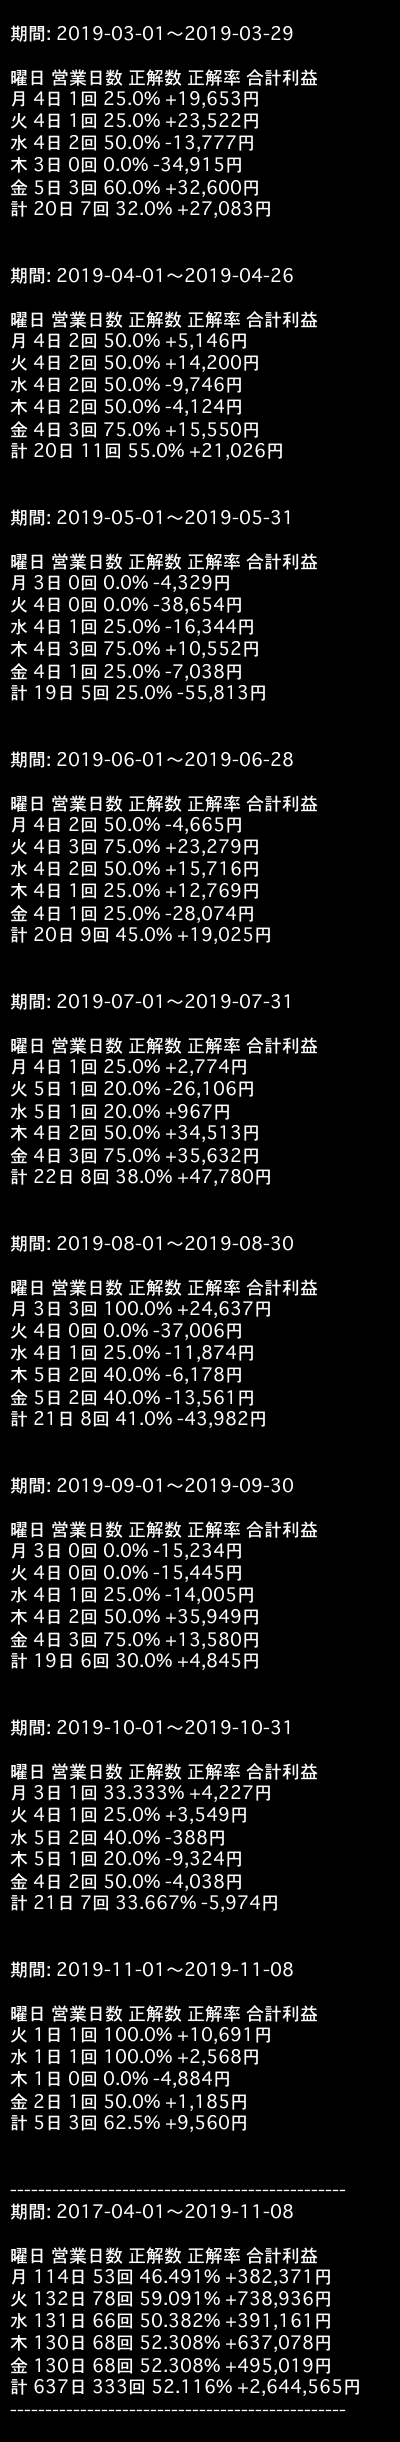 期間: 2019-03-01～2019-03-29
曜日 営業日数 正解数 正解率 合計利益
月 4日 1回 25.0% +19,653円
火 4日 1回 25.0% +23,522円
水 4日 2回 50.0% -13,777円
木 3日 0回 0.0% -34,915円
金 5日 3回 60.0% +32,600円
計 20日 7回 32.0% +27,083円
期間: 2019-04-01～2019-04-26
曜日 営業日数 正解数 正解率 合計利益
月 4日 2回 50.0% +5,146円
火 4日 2回 50.0% +14,200円
水 4日 2回 50.0% -9,746円
木 4日 2回 50.0% -4,124円
金 4日 3回 75.0% +15,550円
計 20日 11回 55.0% +21,026円
期間: 2019-05-01～2019-05-31
曜日 営業日数 正解数 正解率 合計利益
月 3日 0回 0.0% -4,329円
火 4日 0回 0.0% -38,654円
水 4日 1回 25.0% -16,344円
木 4日 3回 75.0% +10,552円
金 4日 1回 25.0% -7,038円
計 19日 5回 25.0% -55,813円
期間: 2019-06-01～2019-06-28
曜日 営業日数 正解数 正解率 合計利益
月 4日 2回 50.0% -4,665円
火 4日 3回 75.0% +23,279円
水 4日 2回 50.0% +15,716円
木 4日 1回 25.0% +12,769円
金 4日 1回 25.0% -28,074円
計 20日 9回 45.0% +19,025円
期間: 2019-07-01～2019-07-31
曜日 営業日数 正解数 正解率 合計利益
月 4日 1回 25.0% +2,774円
火 5日 1回 20.0% -26,106円
水 5日 1回 20.0% +967円
木 4日 2回 50.0% +34,513円
金 4日 3回 75.0% +35,632円
計 22日 8回 38.0% +47,780円
期間: 2019-08-01～2019-08-30
曜日 営業日数 正解数 正解率 合計利益
月 3日 3回 100.0% +24,637円
火 4日 0回 0.0% -37,006円
水 4日 1回 25.0% -11,874円
木 5日 2回 40.0% -6,178円
金 5日 2回 40.0% -13,561円
計 21日 8回 41.0% -43,982円
期間: 2019-09-01～2019-09-30
曜日 営業日数 正解数 正解率 合計利益
月 3日 0回 0.0% -15,234円
火 4日 0回 0.0% -15,445円
水 4日 1回 25.0% -14,005円
木 4日 2回 50.0% +35,949円
金 4日 3回 75.0% +13,580円
計 19日 6回 30.0% +4,845円
期間: 2019-10-01～2019-10-31
曜日 営業日数 正解数 正解率 合計利益
月 3日 1回 33.333% +4,227円
火 4日 1回 25.0% +3,549円
水 5日 2回 40.0% -388円
木 5日 1回 20.0% -9,324円
金 4日 2回 50.0% -4,038円
計 21日 7回 33.667% -5,974円
期間: 2019-11-01～2019-11-08
曜日 営業日数 正解数 正解率 合計利益
火 1日 1回 100.0% +10,691円
水 1日 1回 100.0% +2,568円
木 1日 0回 0.0% -4,884円
金 2日 1回 50.0% +1,185円
計 5日 3回 62.5% +9,560円
------------------------------------------------
期間: 2017-04-01～2019-11-08
曜日 営業日数 正解数 正解率 合計利益
月 114日 53回 46.491% +382,371円
火 132日 78回 59.091% +738,936円
水 131日 66回 50.382% +391,161円
木 130日 68回 52.308% +637,078円
金 130日 68回 52.308% +495,019円
計 637日 333回 52.116% +2,644,565円
------------------------------------------------